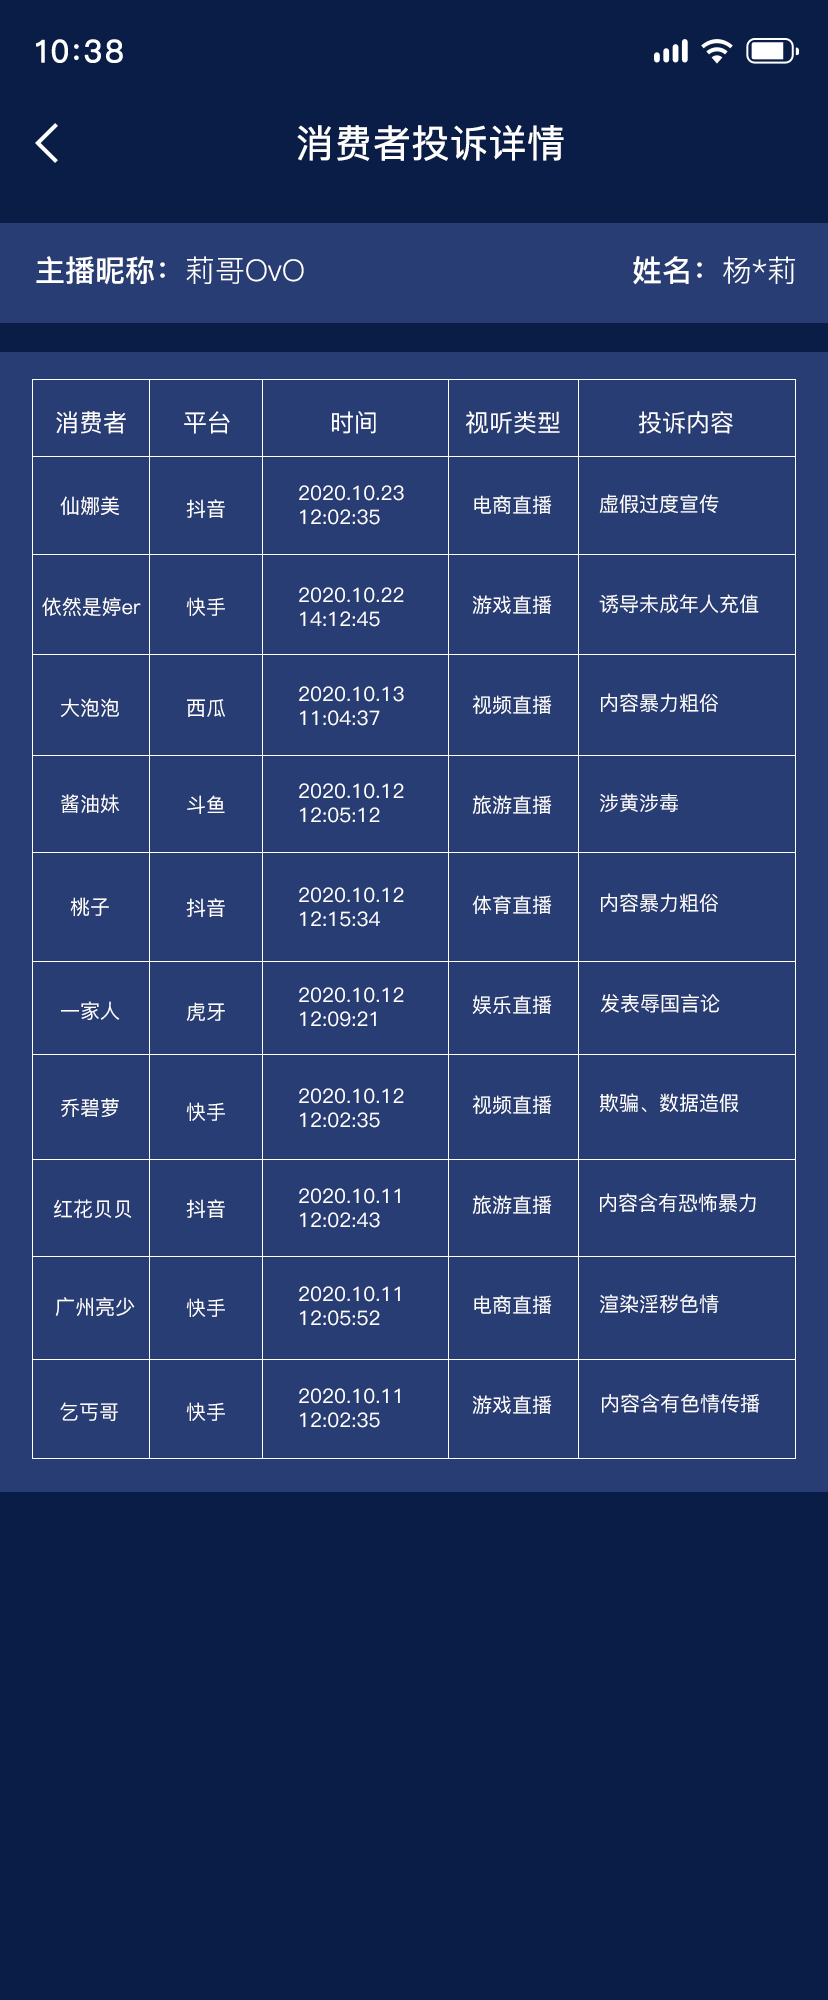 10:38
消费者投诉详情
主播昵称：莉哥OvO 姓名：杨*莉
消费者 平台 时间 视听类型 投诉内容
仙娜美 抖音 2020.10.23 12:02:35 电商直播 虚假过度宣传
依然是婷er 快手 2020.10.22 14:12:45 游戏直播 诱导未成年人充值
大泡泡 西瓜 2020.10.13 11:04:37 视频直播 内容暴力粗俗
酱油妹 斗鱼 2020.10.12 12:05:12 旅游直播 涉黄涉毒
桃子 抖音 2020.10.12 12:15:34 体育直播 内容暴力粗俗
一家人 虎牙 2020.10.12 12:09:21 娱乐直播 发表辱国言论
乔碧萝 快手 2020.10.12 12:02:35 视频直播 欺骗、数据造假
红花贝贝 抖音 2020.10.11 12:02:43 旅游直播 内容含有恐怖暴力
广州亮少 快手 2020.10.11 12:05:52 电商直播 渲染淫秽色情
乞丐哥 快手 2020.10.11 12:02:35 游戏直播 内容含有色情传播